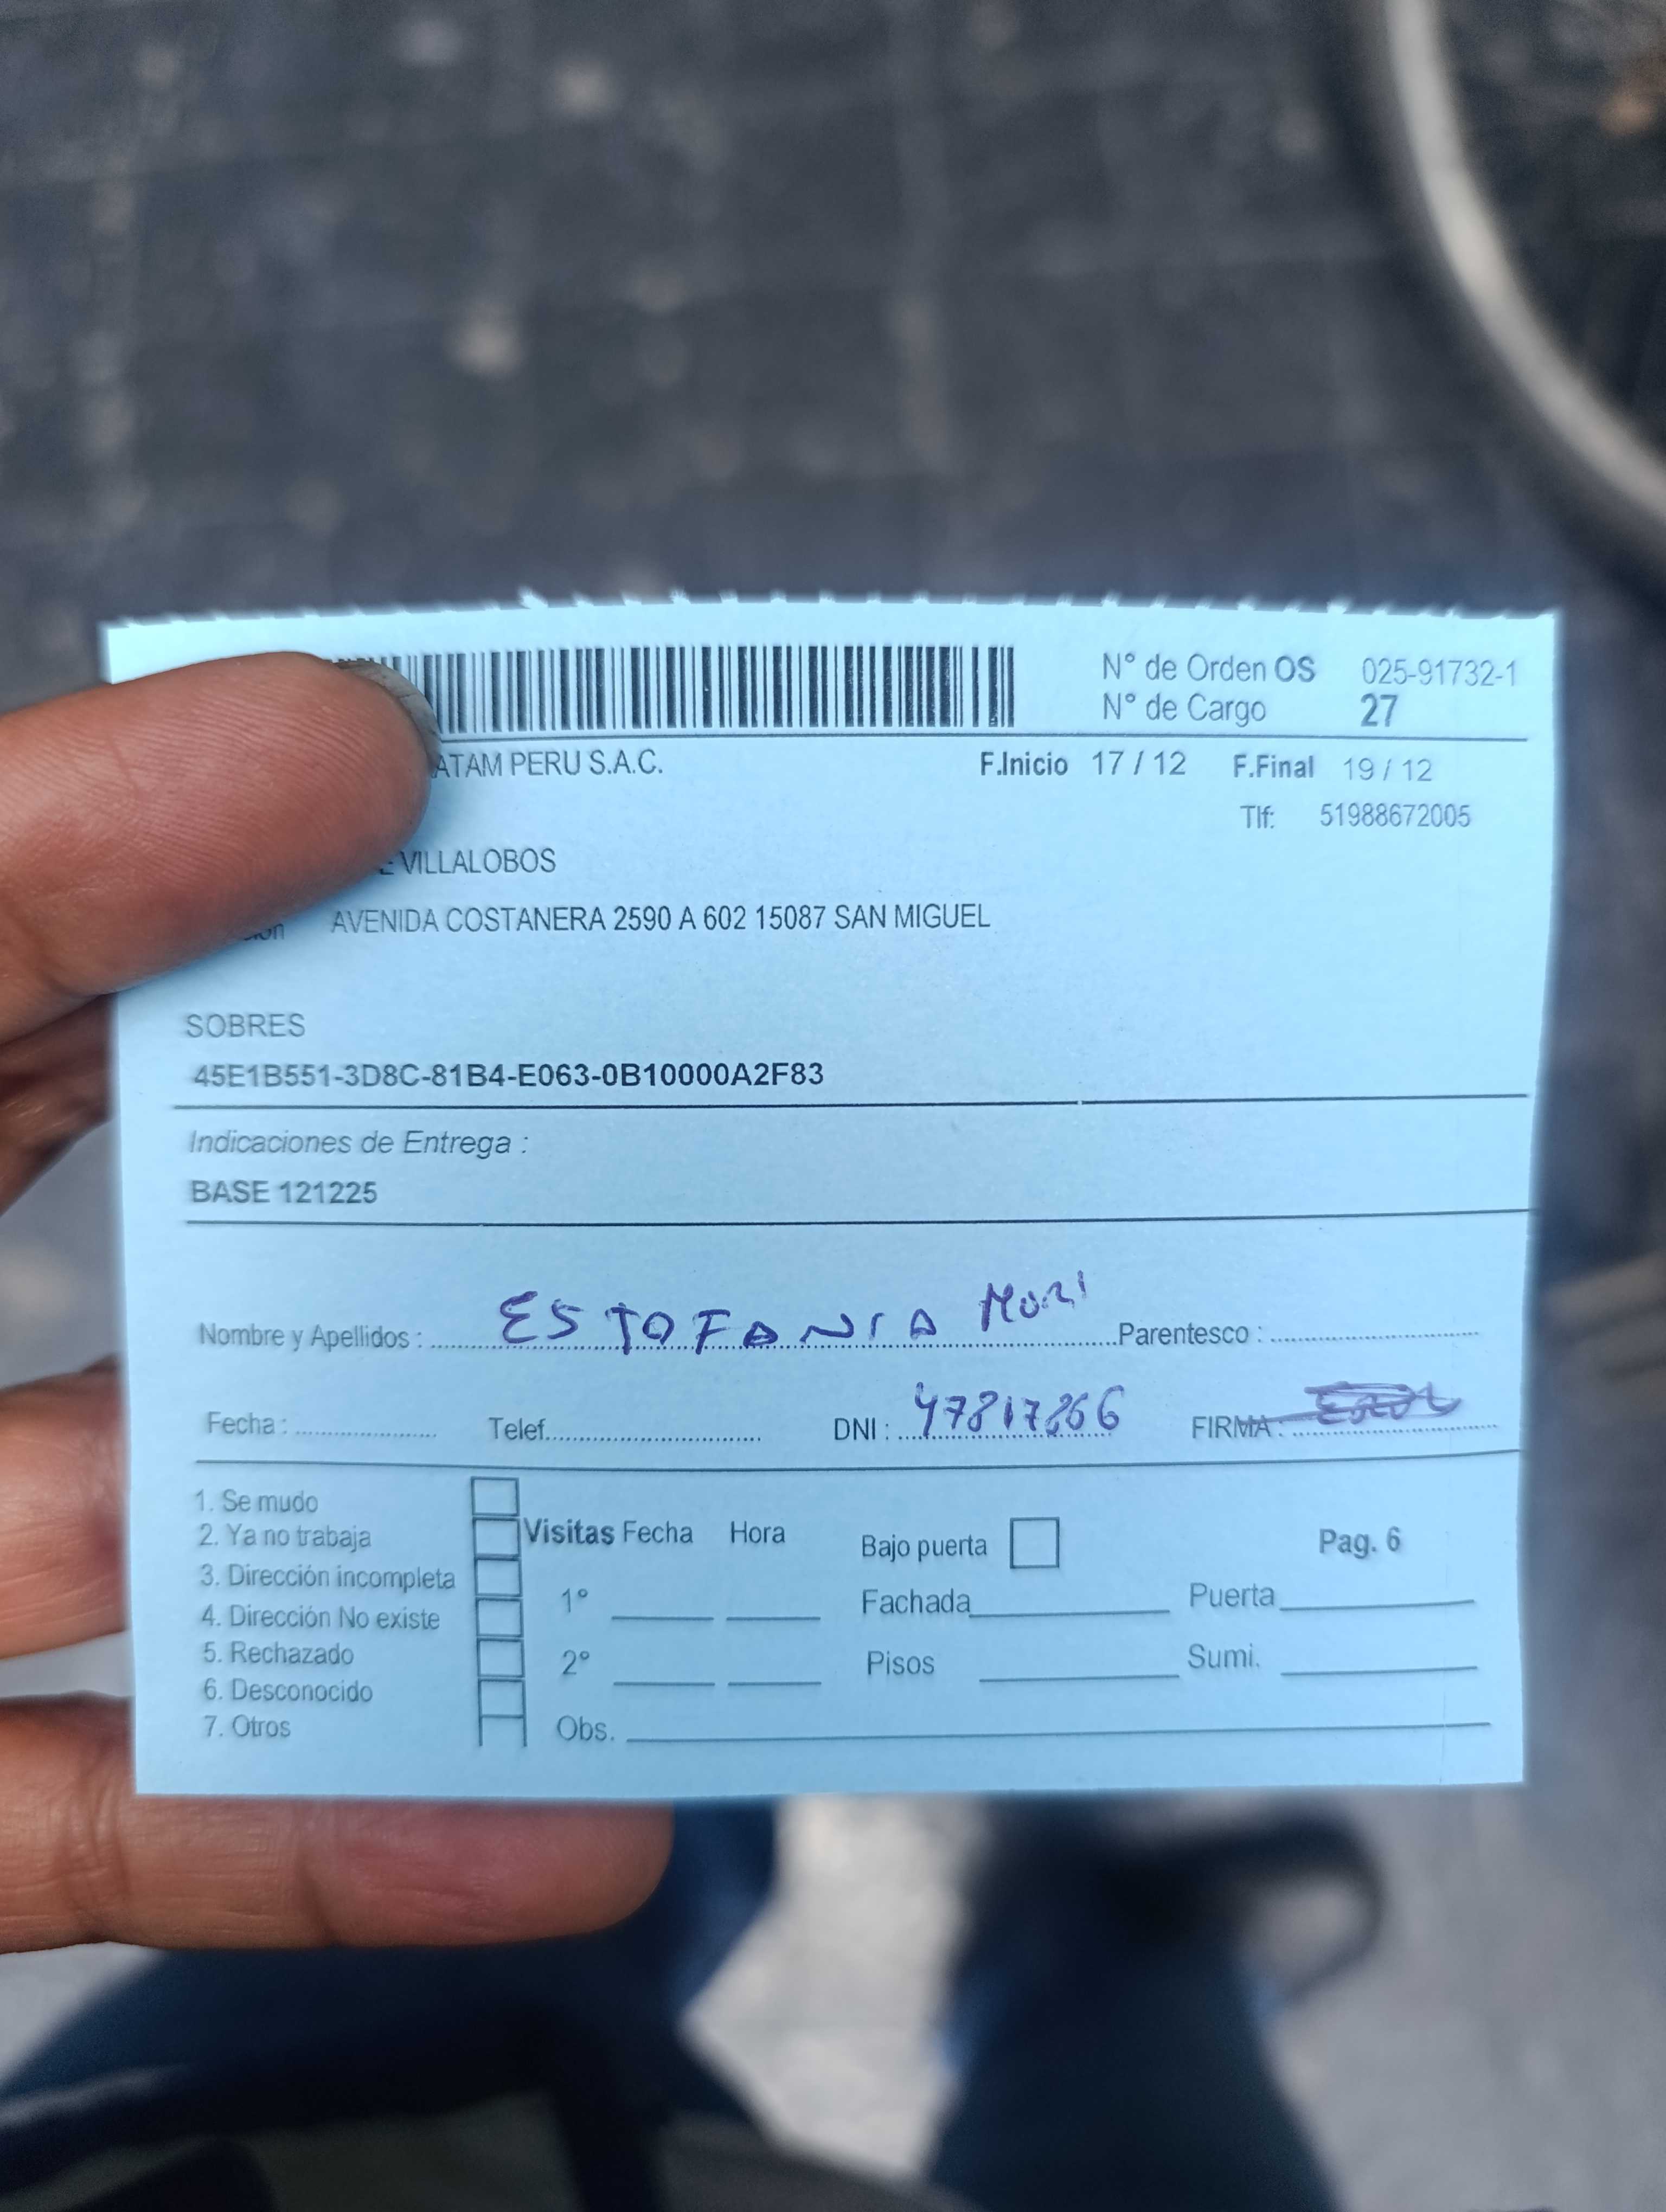 N° de Orden OS 025-91732-1
N° de Cargo 27
ATAM PERU S.A.C. F.Inicio 17 / 12 F.Final 19 / 12
Tlf: 51988672005
VILLALOBOS
AVENIDA COSTANERA 2590 A 602 15087 SAN MIGUEL
SOBRES
45E1B551-3D8C-81B4-E063-0B10000A2F83
Indicaciones de Entrega :
BASE 121225
Nombre y Apellidos : ESTOFANIA MORI Parentesco :
Fecha : Telef. DNI : 47817866 FIRMA :
1. Se mudo
2. Ya no trabaja Visitas Fecha Hora Bajo puerta Pag. 6
3. Dirección incompleta
4. Dirección No existe 1° Fachada Puerta
5. Rechazado 2° Pisos Sumi.
6. Desconocido
7. Otros Obs.